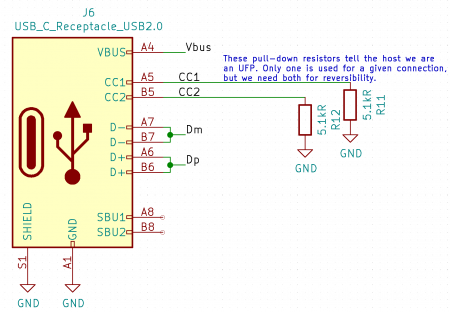 J6
USB_C_Receptacle_USB2.0
VBUS A4 Vbus
These pull-down resistors tell the host we are
an UFP. Only one is used for a given connection,
but we need both for reversibility.
CC1 A5 CC1
CC2 B5 CC2
5.1kR
R12
5.1kR
R11
GND
GND
D- A7
D- B7
Dm
D+ A6
D+ B6
Dp
SBU1 A8
SBU2 B8
SHIELD
GND
S1
A1
GND
GND